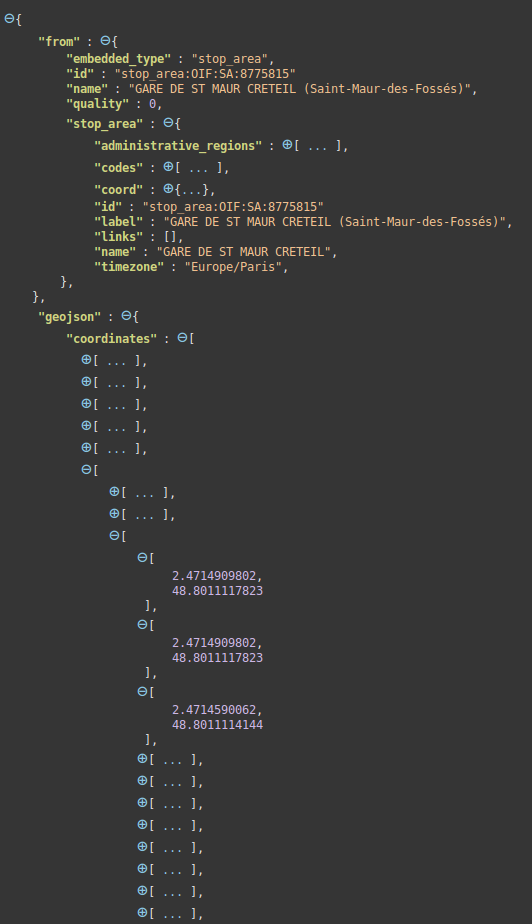 ⊖{
"from" : ⊖{
"embedded_type" : "stop_area",
"id" : "stop_area:OIF:SA:8775815"
"name" : "GARE DE ST MAUR CRETEIL (Saint-Maur-des-Fossés)",
"quality" : 0,
"stop_area" : ⊖{
"administrative_regions" : ⊕[ ... ],
"codes" : ⊕[ ... ],
"coord" : ⊕{...},
"id" : "stop_area:OIF:SA:8775815"
"label" : "GARE DE ST MAUR CRETEIL (Saint-Maur-des-Fossés)",
"links" : [],
"name" : "GARE DE ST MAUR CRETEIL",
"timezone" : "Europe/Paris",
},
},
"geojson" : ⊖{
"coordinates" : ⊖[
⊕[ ... ],
⊕[ ... ],
⊕[ ... ],
⊕[ ... ],
⊕[ ... ],
⊖[
⊕[ ... ],
⊕[ ... ],
⊖[
⊖[
2.4714909802,
48.8011117823
],
⊖[
2.4714909802,
48.8011117823
],
⊖[
2.4714590062,
48.8011114144
],
⊕[ ... ],
⊕[ ... ],
⊕[ ... ],
⊕[ ... ],
⊕[ ... ],
⊕[ ... ],
⊕[ ... ],
⊕[ ... ],